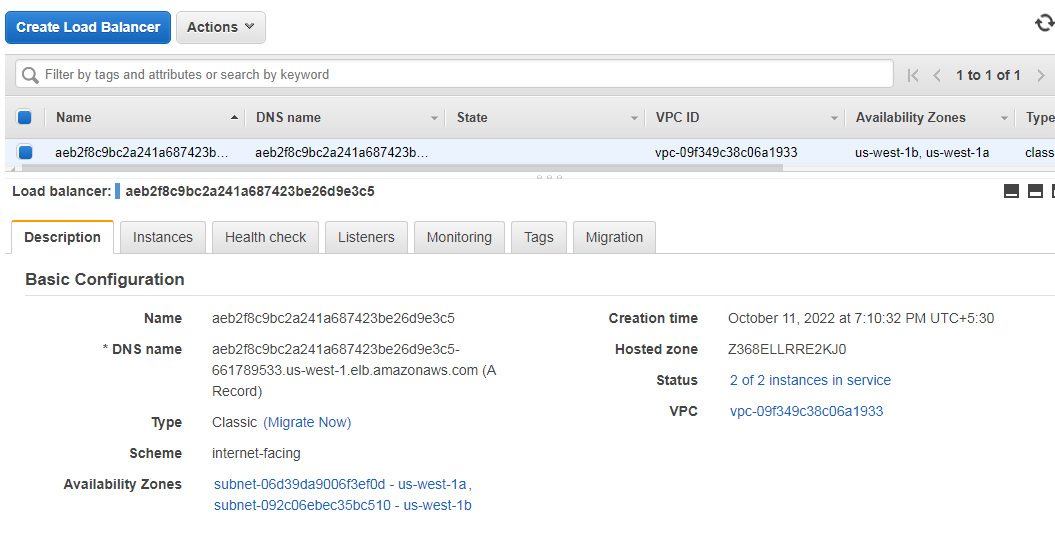 Create Load Balancer Actions
Filter by tags and attributes or search by keyword 1 to 1 of 1
Name DNS name State VPC ID Availability Zones Type
aeb2f8c9bc2a241a687423b... aeb2f8c9bc2a241a687423b... vpc-09f349c38c06a1933 us-west-1b, us-west-1a class
Load balancer: aeb2f8c9bc2a241a687423be26d9e3c5
Description Instances Health check Listeners Monitoring Tags Migration
Basic Configuration
Name aeb2f8c9bc2a241a687423be26d9e3c5 Creation time October 11, 2022 at 7:10:32 PM UTC+5:30
* DNS name aeb2f8c9bc2a241a687423be26d9e3c5- Hosted zone Z368ELLRRE2KJ0
661789533.us-west-1.elb.amazonaws.com (A
Record)
Status 2 of 2 instances in service
Type Classic (Migrate Now) VPC vpc-09f349c38c06a1933
Scheme internet-facing
Availability Zones subnet-06d39da9006f3ef0d - us-west-1a,
subnet-092c06ebec35bc510 - us-west-1b